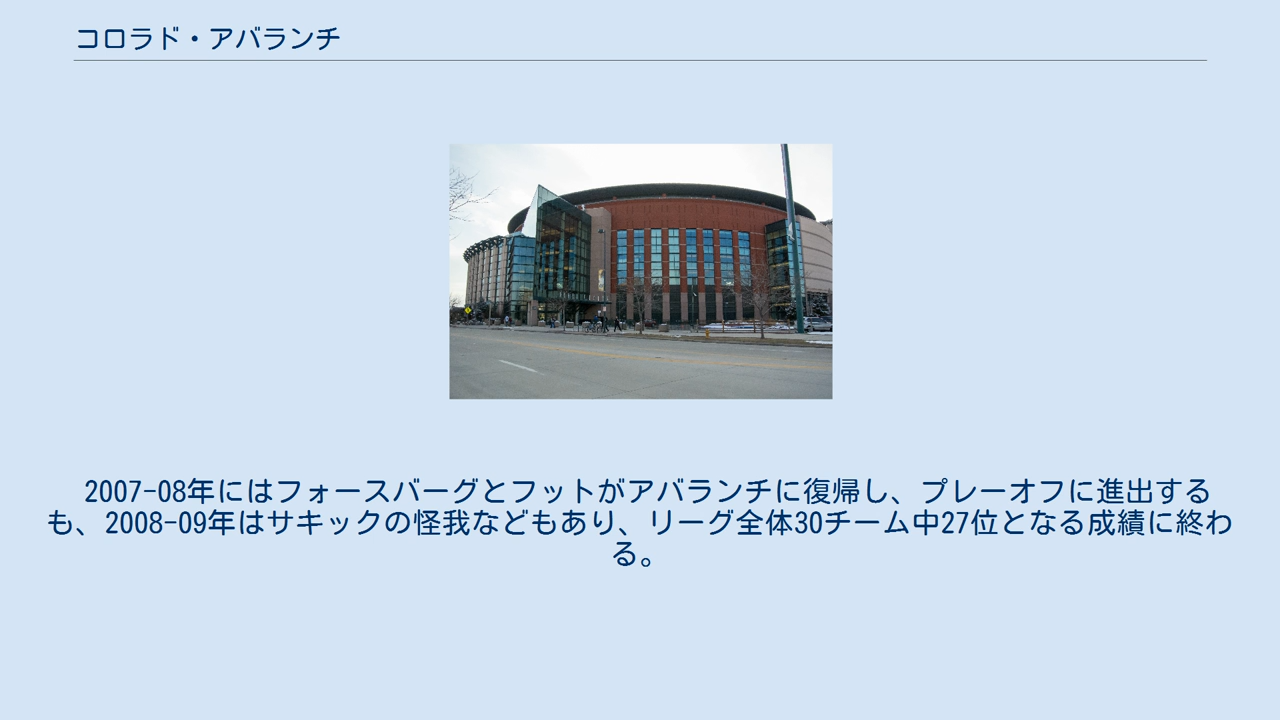 コロラド・アバランチ
2007-08年にはフォースバーグとフットがアバランチに復帰し、プレーオフに進出する
も、2008-09年はサキックの怪我などもあり、リーグ全体30チーム中27位となる成績に終わ
る。